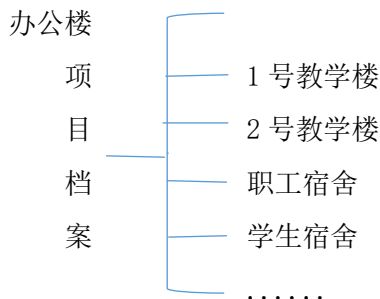 办公楼
项 1 号教学楼
目 2 号教学楼
档 职工宿舍
案 学生宿舍
......